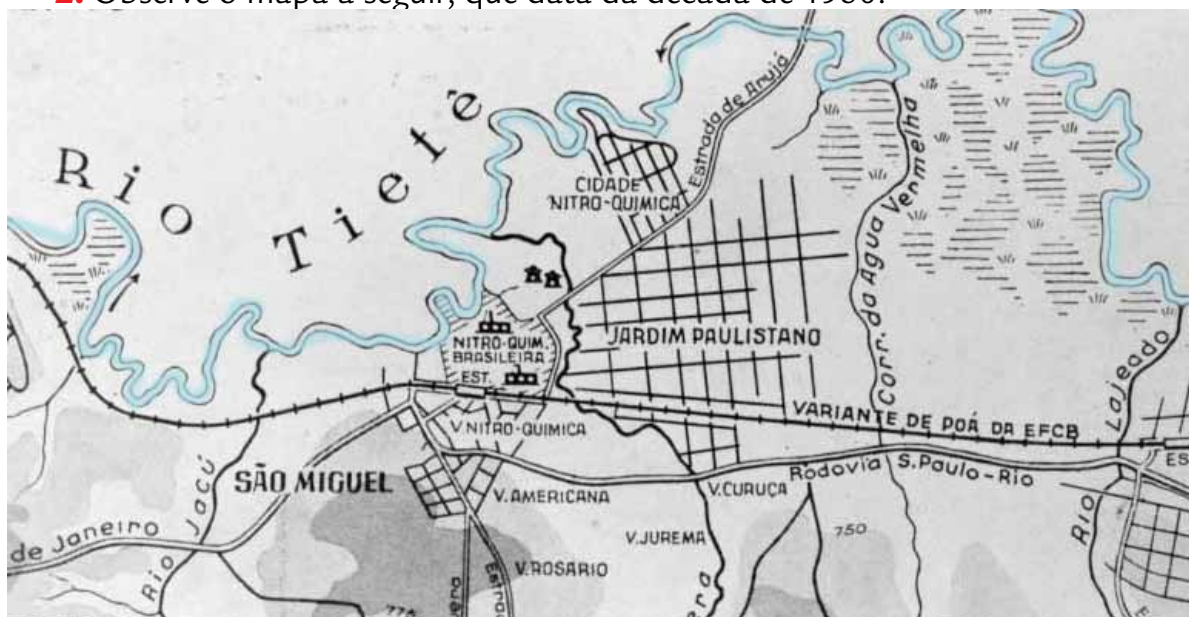 2. Observe o mapa a seguir, que data da década de
Rio Tietê
Estrada de Arujá
CIDADE
NITRO-QUIMICA
Corr. da Agua Vermelha
NITRO-QUIM.
BRASILEIRA
EST.
JARDIM PAULISTANO
Lajeado
Rio
VARIANTE DE POÁ DA EFCB
V. NITRO-QUIMICA
SÃO MIGUEL
Rodovia S. Paulo-Rio
V. AMERICANA
V. CURUÇA
de Janeiro
Rio Jacú
V. JUREMA
750
V. ROSARIO